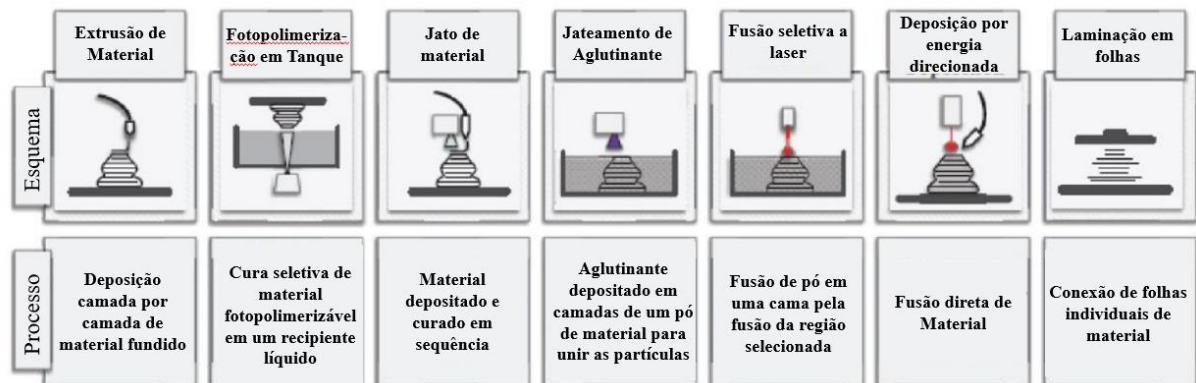 Extrusão de
Material
Fotopolimeriza-
ção em Tanque
Jato de
material
Jateamento de
Aglutinante
Fusão seletiva a
laser
Deposição por
energia
direcionada
Laminação em
folhas
Esquema
Processo
Deposição
camada por
camada de
material fundido
Cura seletiva de
material
fotopolimerizável
em um recipiente
líquido
Material
depositado e
curado em
sequência
Aglutinante
depositado em
camadas de um pó
de material para
unir as partículas
Fusão de pó em
uma cama pela
fusão da região
selecionada
Fusão direta de
Material
Conexão de folhas
individuais de
material